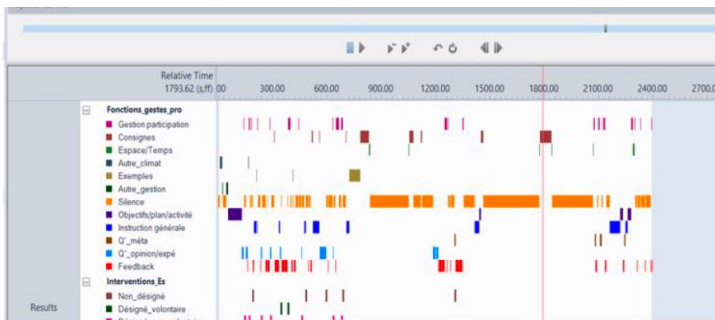 Relative Time
1793.62 (s,ff) 00 300.00 600.00 900.00 1200.00 1500.00 1800.00 2100.00 2400.00 2700.0
Fonctions_gestes_pro
Gestion participation
Consignes
Espace/Temps
Autre_climat
Exemples
Autre_gestion
Silence
Objectifs/plan/activité
Instruction générale
Q°_méta
Q°_opinion/expé
Feedback
Interventions_Es
Non_désigné
Results
Désigné_volontaire